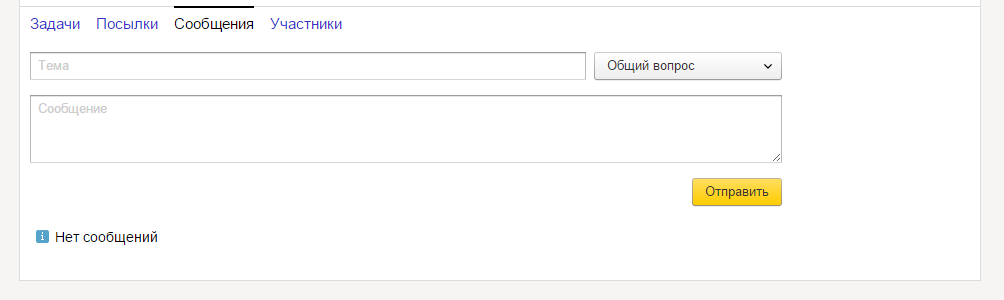 Задачи Посылки Сообщения Участники
Тема Общий вопрос
Сообщение
Отправить
Нет сообщений